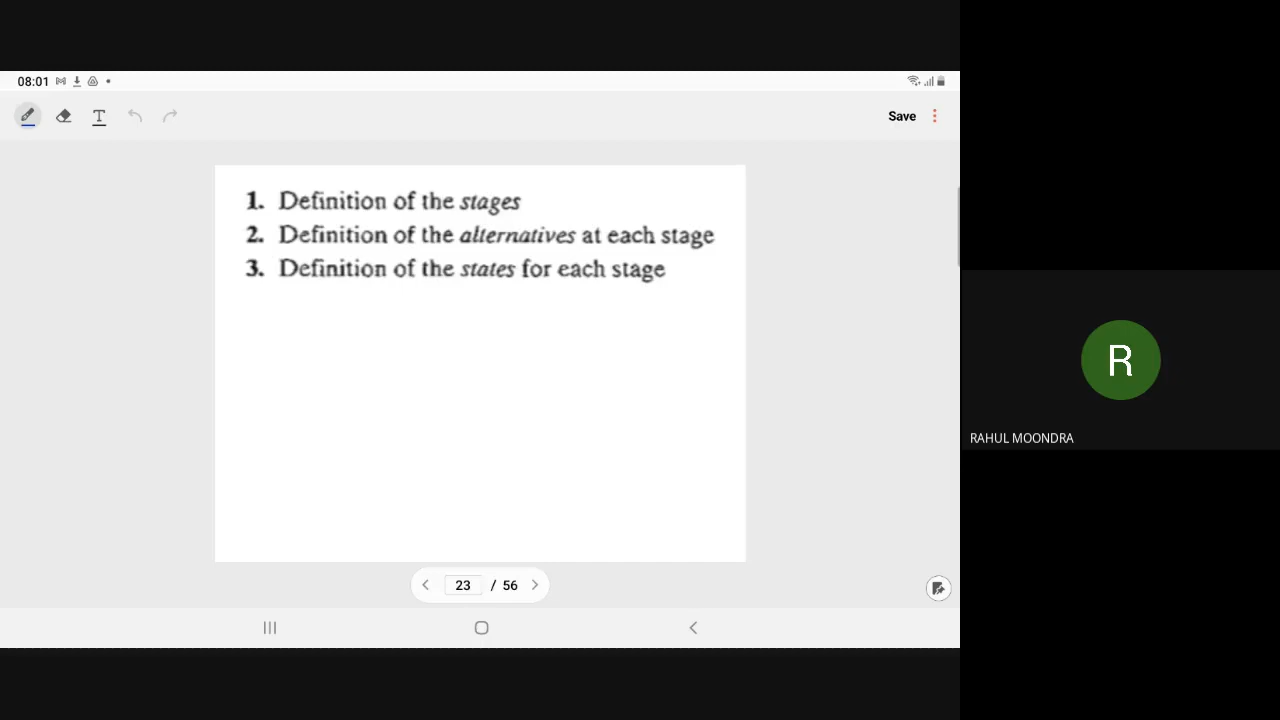 08:01
Save
1. Definition of the stages
2. Definition of the alternatives at each stage
3. Definition of the states for each stage
23 / 56
R
RAHUL MOONDRA